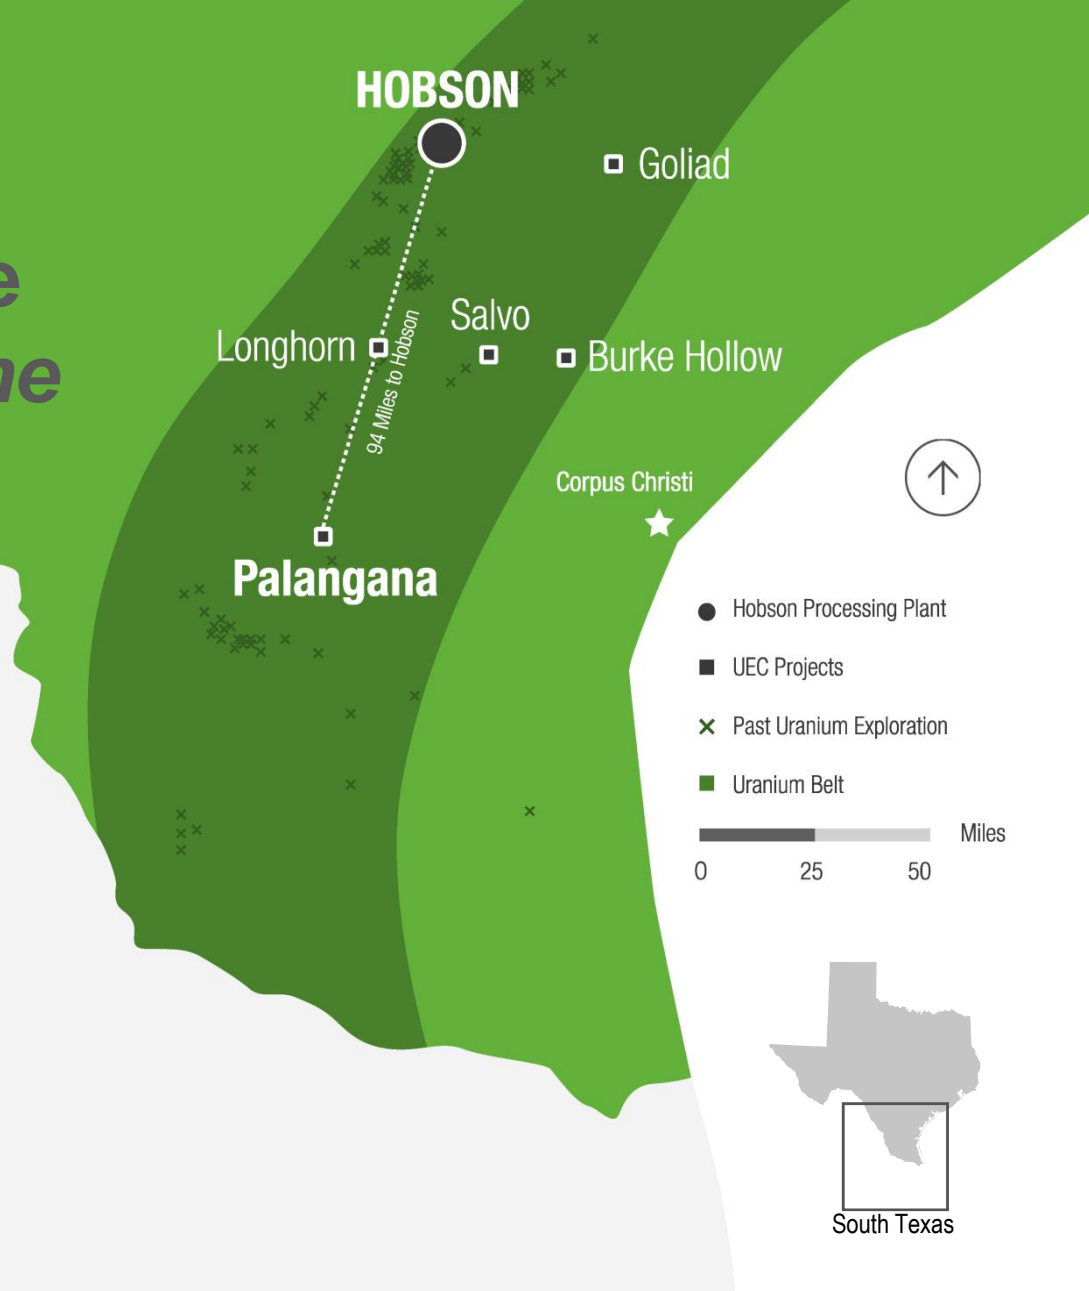 HOBSON
Goliad
Salvo
Longhorn
Burke Hollow
94 Miles to Hobson
Corpus Christi
Palangana
Hobson Processing Plant
UEC Projects
Past Uranium Exploration
Uranium Belt
Miles
0 25 50
South Texas